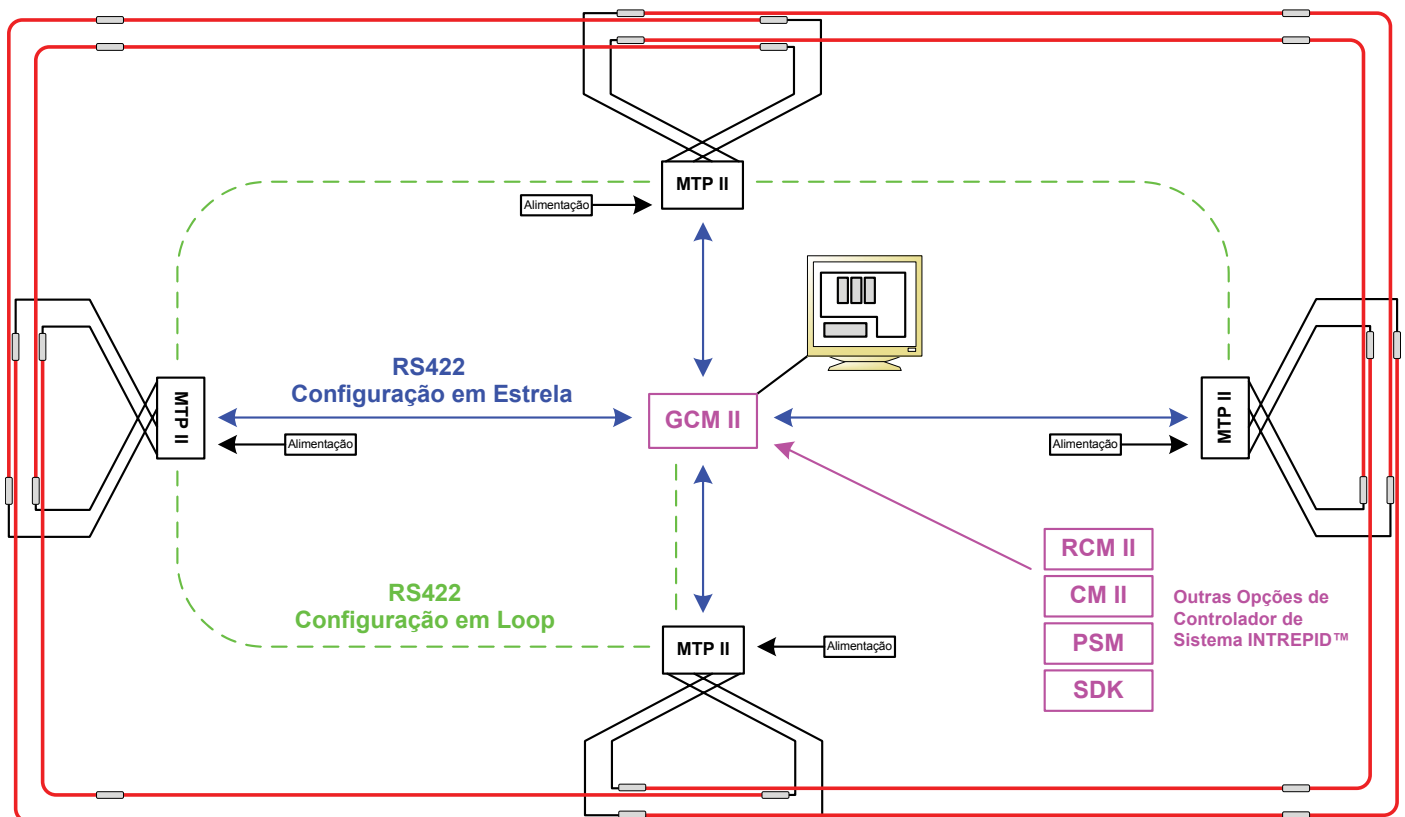 MTP II
Alimentação
RS422
Configuração em Estrela
MTP II
Alimentação
GCM II
Alimentação
MTP II
RS422
Configuração em Loop
MTP II
Alimentação
RCM II
CM II
PSM
SDK
Outras Opções de
Controlador de
Sistema INTREPID™